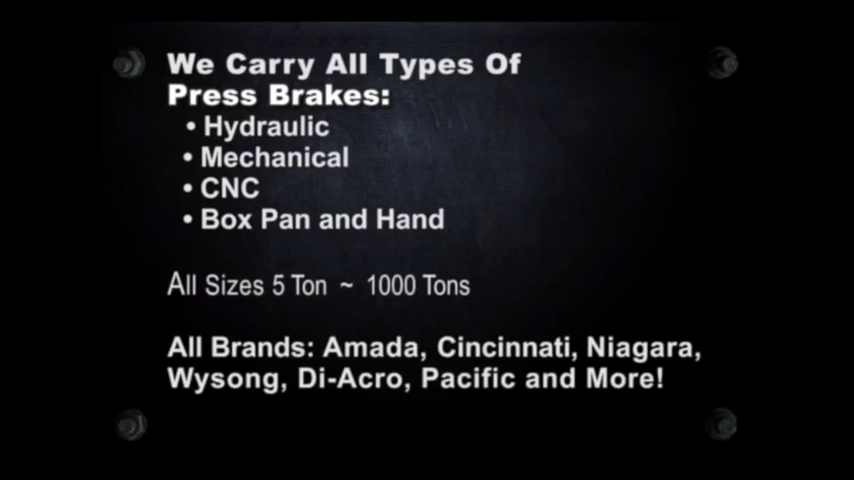 We Carry All Types Of
Press Brakes:
• Hydraulic
• Mechanical
• CNC
• Box Pan and Hand
All Sizes 5 Ton ~ 1000 Tons
All Brands: Amada, Cincinnati, Niagara,
Wysong, Di-Acro, Pacific and More!